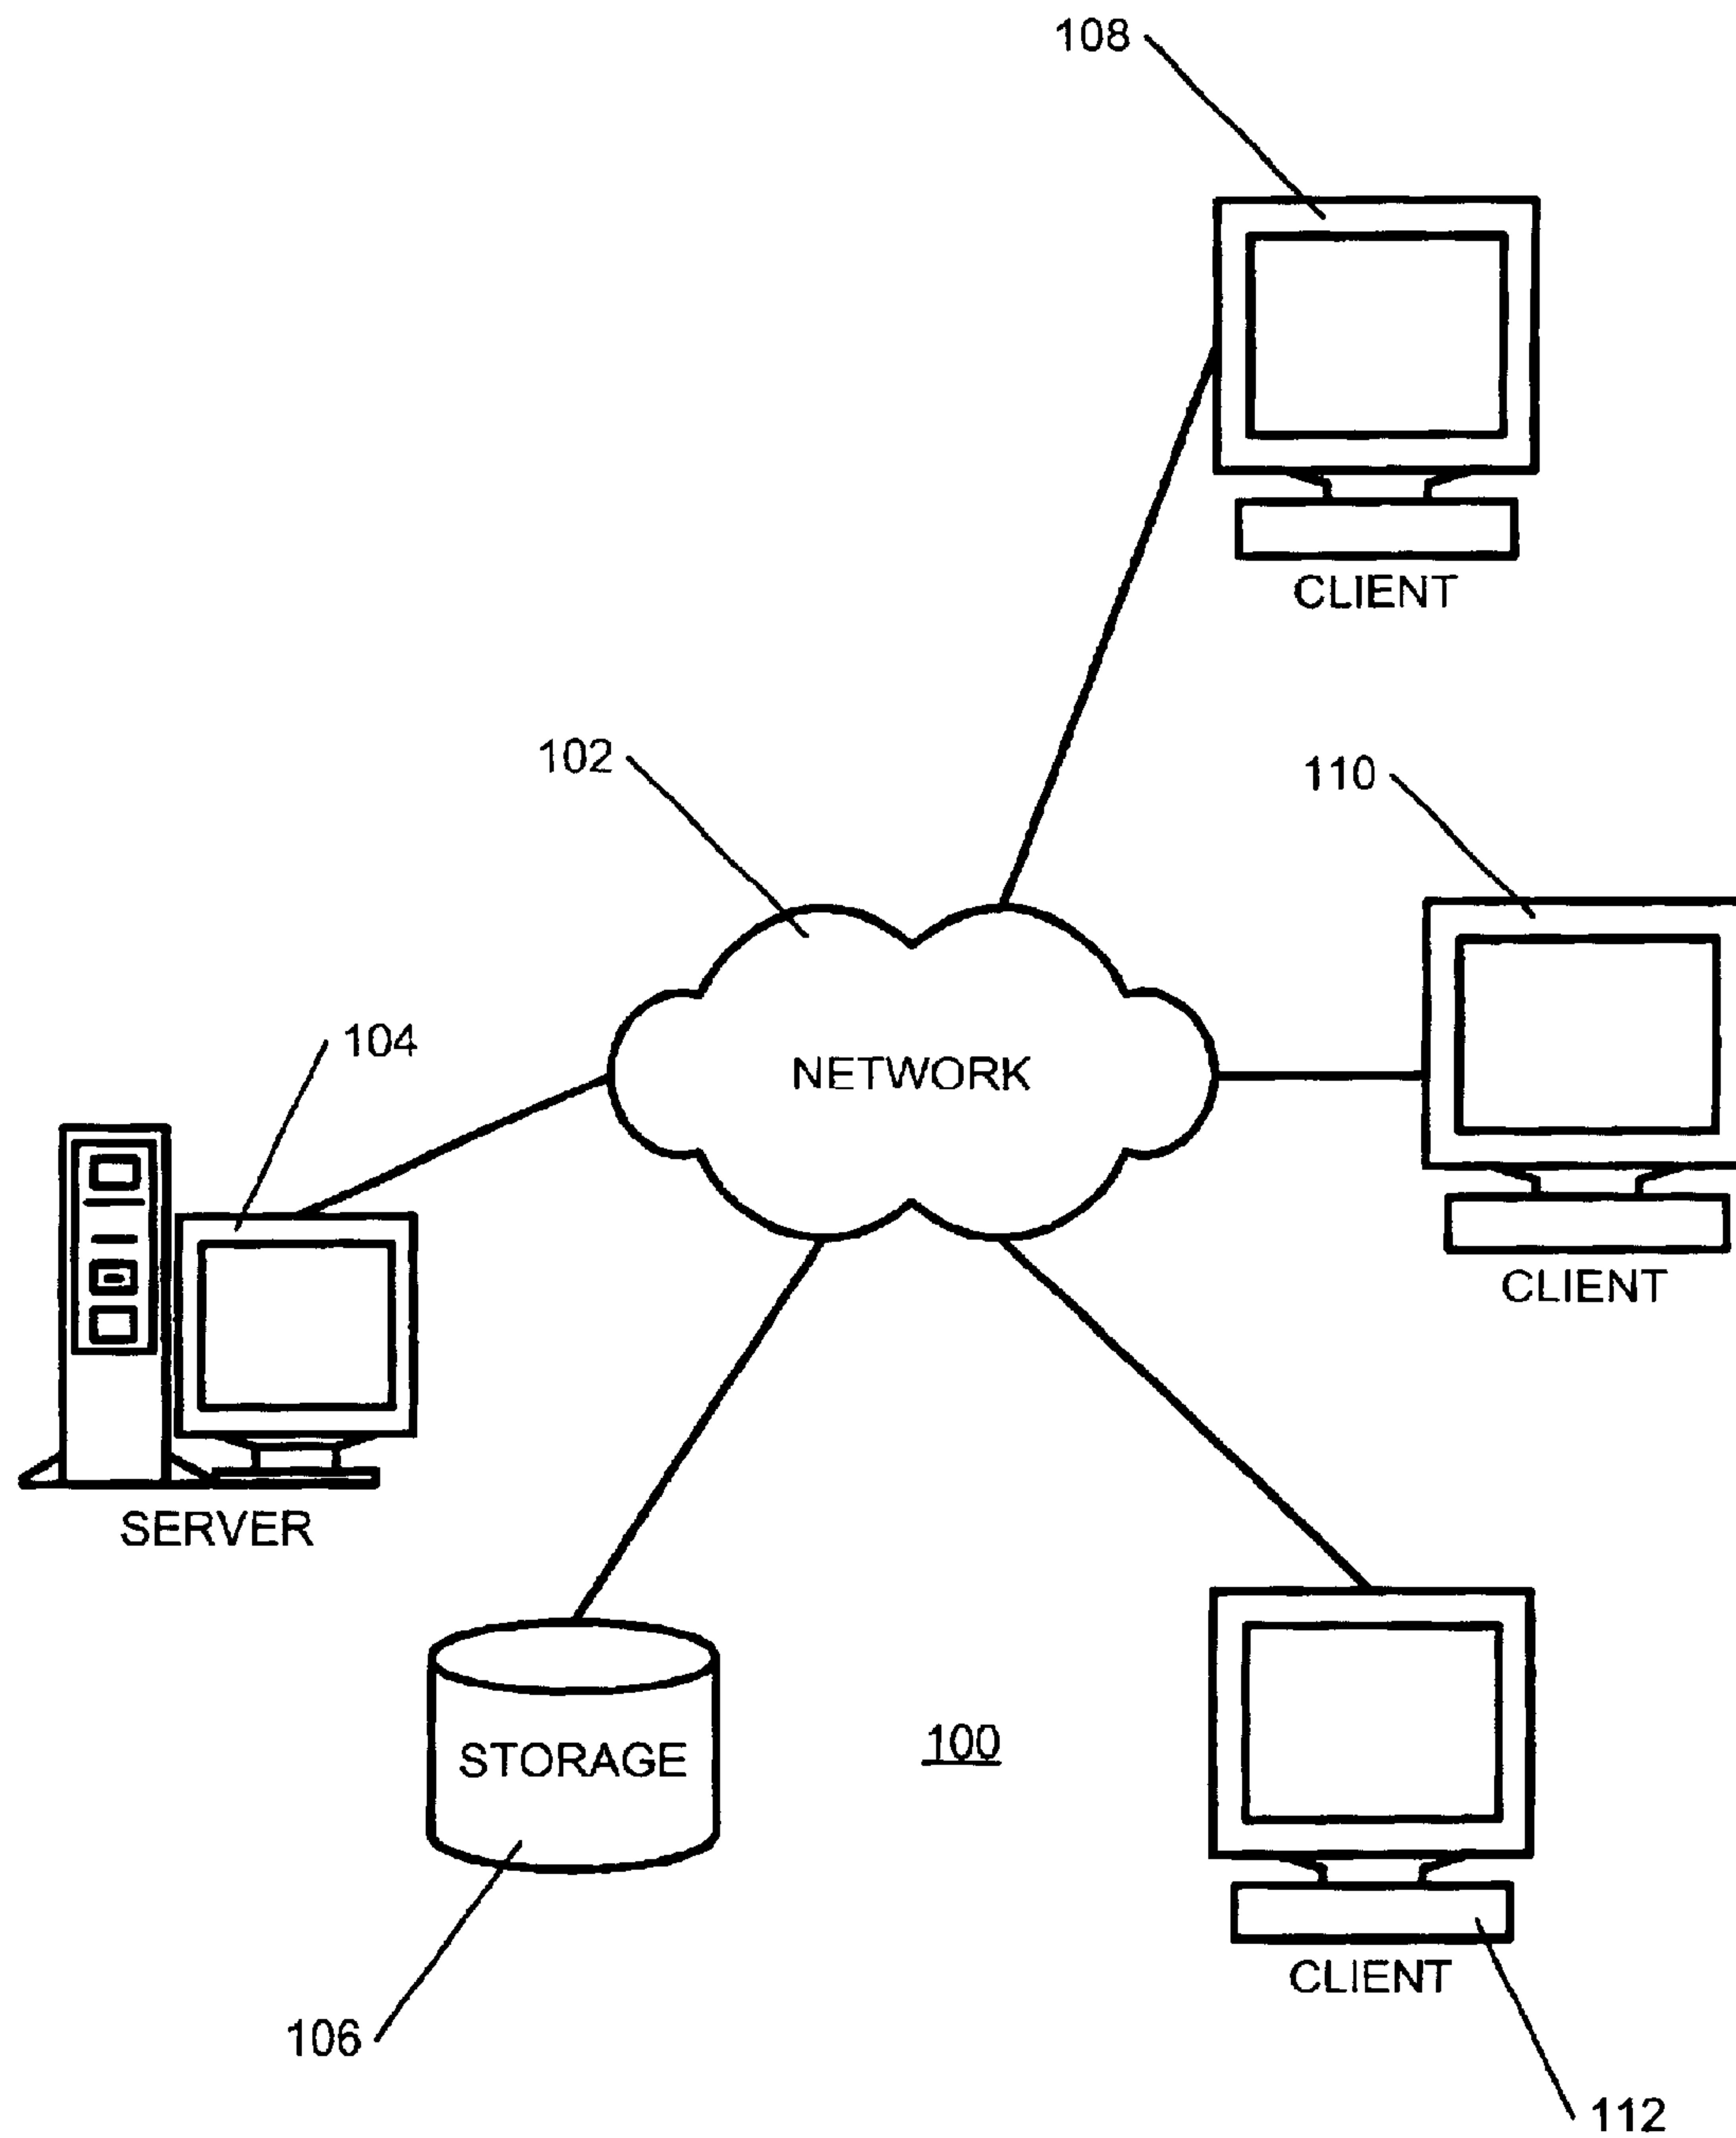 108
CLIENT
102
110
104
NETWORK
CLIENT
SERVER
STORAGE
100
CLIENT
106
112